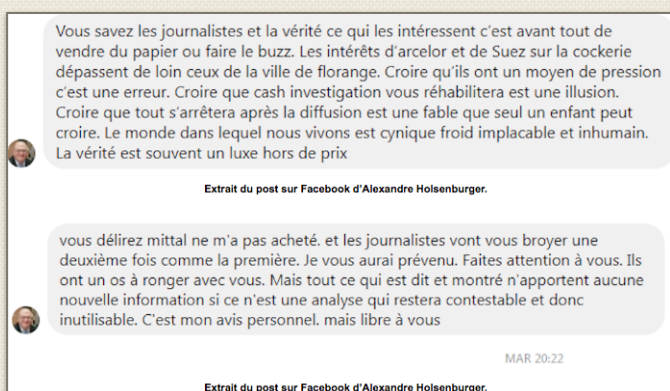 Vous savez les journalistes et la vérité ce qui les intéressent c'est avant tout de
vendre du papier ou faire le buzz. Les intérêts d'arcelor et de Suez sur la cockerie
dépassent de loin ceux de la ville de florange. Croire qu'ils ont un moyen de pression
c'est une erreur. Croire que cash investigation vous réhabilitera est une illusion.
Croire que tout s'arrêtera après la diffusion est une fable que seul un enfant peut
croire. Le monde dans lequel nous vivons est cynique froid implacable et inhumain.
La vérité est souvent un luxe hors de prix
Extrait du post sur Facebook d'Alexandre Holsenburger.
vous délirez mittal ne m'a pas acheté. et les journalistes vont vous broyer une
deuxième fois comme la première. Je vous aurai prévenu. Faites attention à vous. Ils
ont un os à ronger avec vous. Mais tout ce qui est dit et montré n'apportent aucune
nouvelle information si ce n'est une analyse qui restera contestable et donc
inutilisable. C'est mon avis personnel. mais libre à vous
MAR 20:22
Extrait du post sur Facebook d'Alexandre Holsenburger.